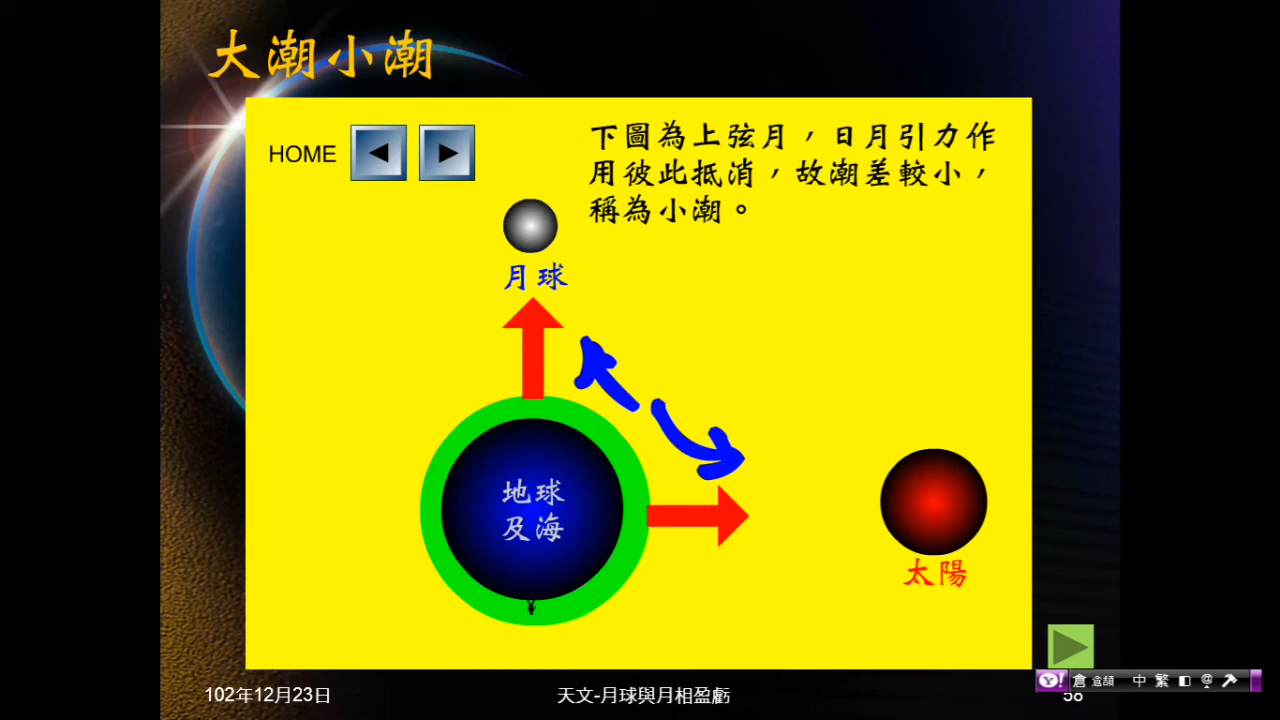 大潮小潮
HOME
下圖為上弦月，日月引力作
用彼此抵消，故潮差較小，
稱為小潮。
月球
地球
及海
太陽
102年12月23日
天文-月球與月相盈虧
58
Y! 倉 倉頡 中 繁